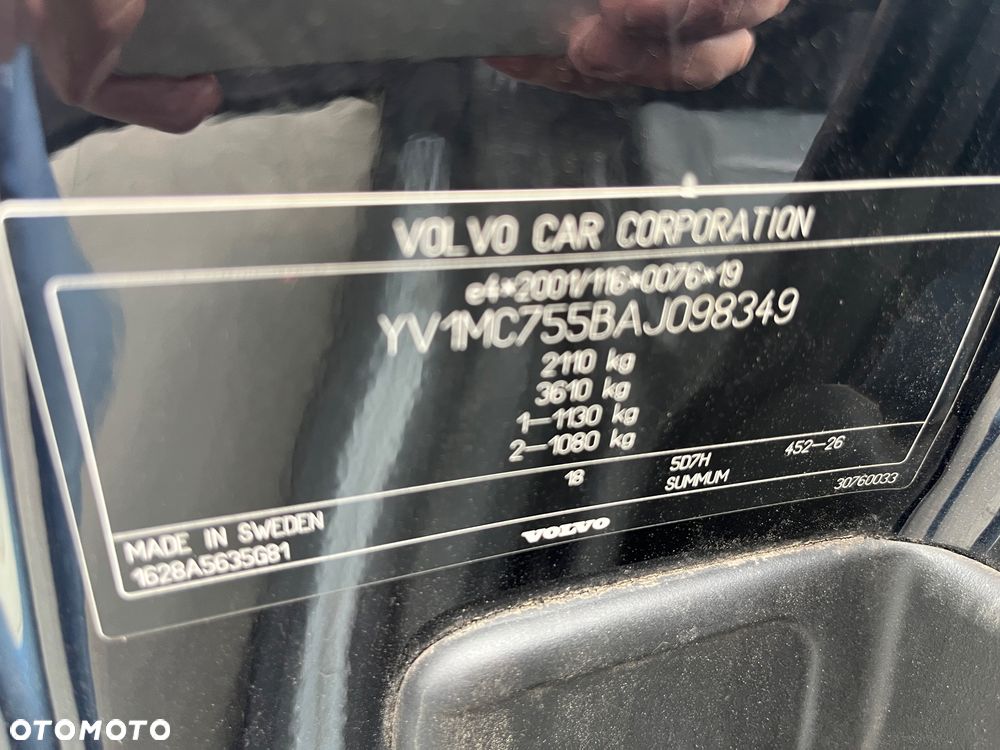 VOLVO CAR CORPORATION
e4*2001/116*0076*19
YV1MC755BAJ098349
2110 kg
3610 kg
1-1130 kg
2-1080 kg
18 5D7H 452-26
SUMMUM 30760033
MADE IN SWEDEN
1628A5635G81
VOLVO
OTOMOTO